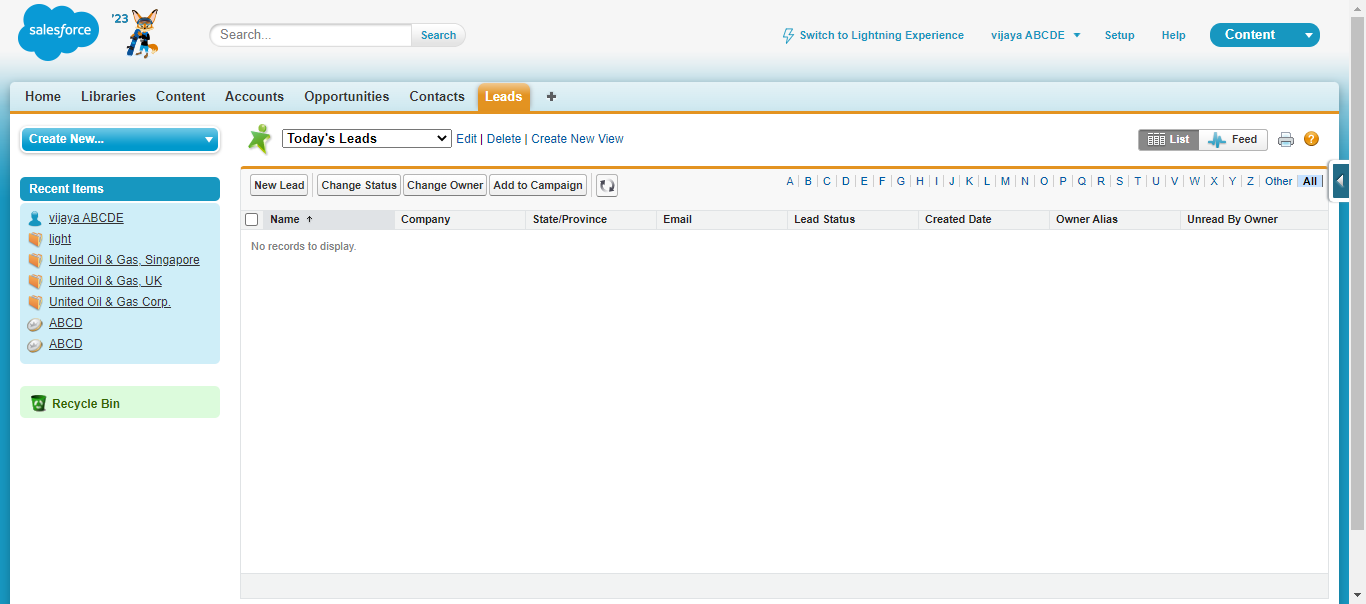 salesforce '23 Search... Search Switch to Lightning Experience vijaya ABCDE Setup Help Content
Home Libraries Content Accounts Opportunities Contacts Leads +
Create New...
Recent Items
vijaya ABCDE
light
United Oil & Gas, Singapore
United Oil & Gas, UK
United Oil & Gas Corp.
ABCD
ABCD
Recycle Bin
Today's Leads Edit | Delete | Create New View List Feed ?
New Lead Change Status Change Owner Add to Campaign A | B | C | D | E | F | G | H | I | J | K | L | M | N | O | P | Q | R | S | T | U | V | W | X | Y | Z | Other | All |
Name ↑ Company State/Province Email Lead Status Created Date Owner Alias Unread By Owner
No records to display.